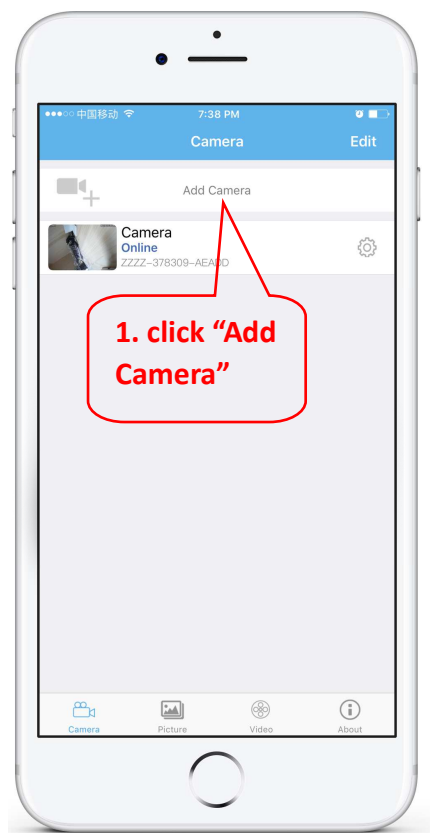 中国移动 7:38 PM
Camera Edit
Add Camera
Camera
Online
ZZZZ-378309-AEADD
1. click “Add
Camera”
Camera Picture Video About